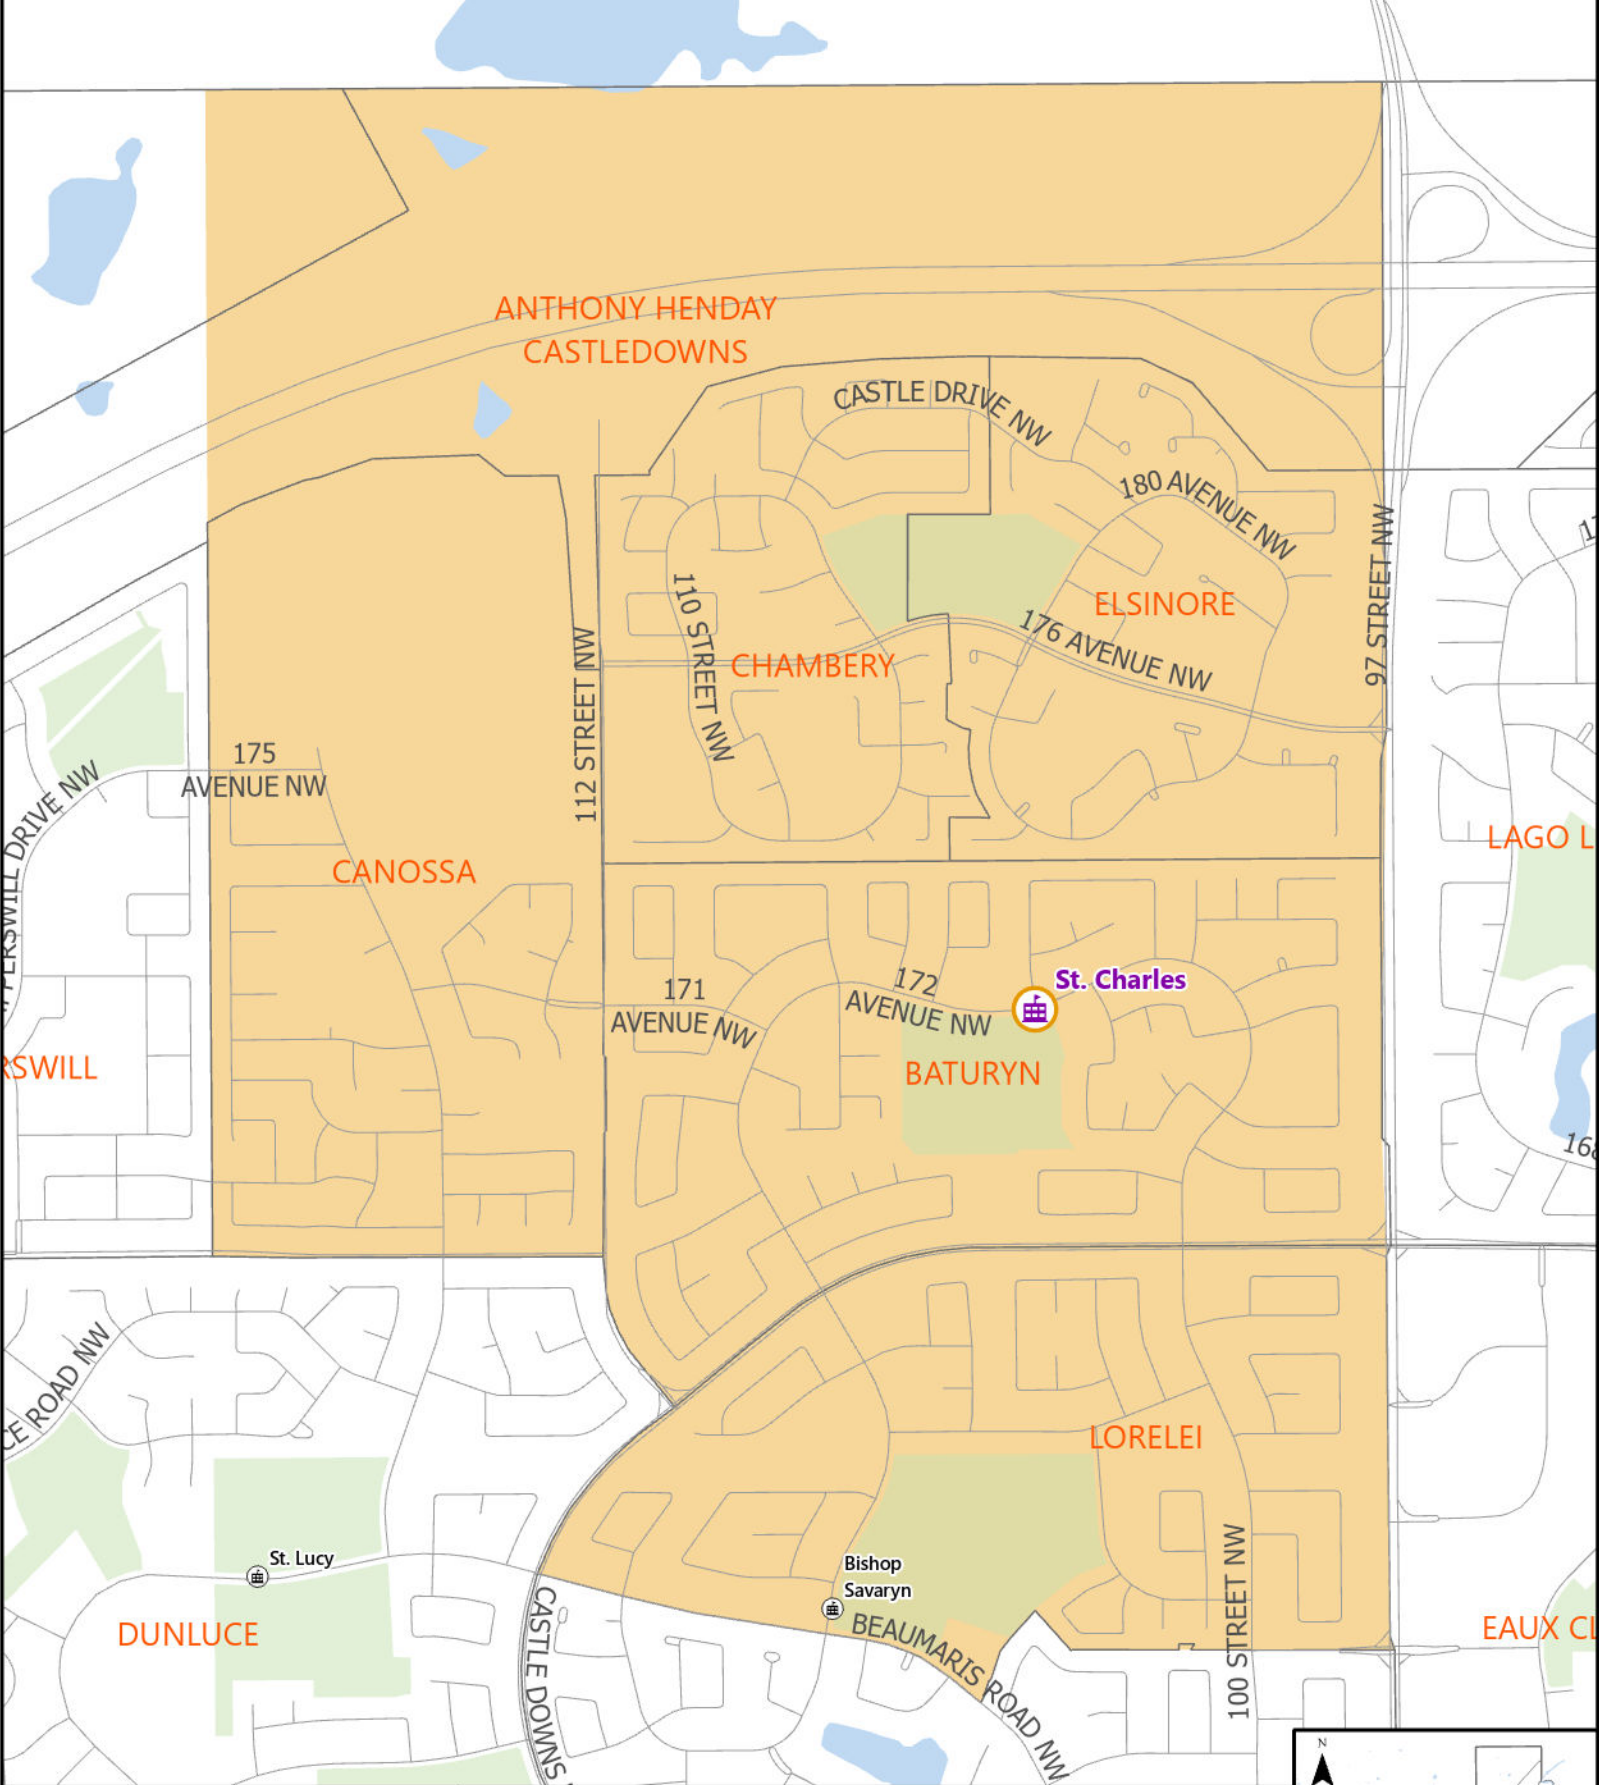 ANTHONY HENDAY
CASTLEDOWNS
CASTLE DRIVE NW
180 AVENUE NW
97 STREET NW
ELSINORE
176 AVENUE NW
110 STREET NW
CHAMBERY
112 STREET NW
175
AVENUE NW
DRIVE NW
CANOSSA
LAGO L
St. Charles
172
AVENUE NW
171
AVENUE NW
RSWILL
BATURYN
168
CE ROAD NW
LORELEI
St. Lucy
Bishop
Savaryn
BEAUMARIS ROAD NW
100 STREET NW
DUNLUCE
EAUX CL
CASTLE DOWNS
N